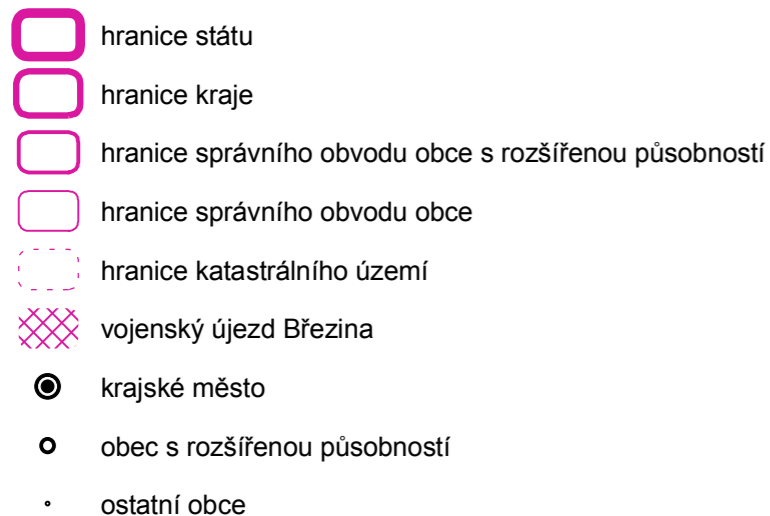 hranice státu
hranice kraje
hranice správního obvodu obce s rozšířenou působností
hranice správního obvodu obce
hranice katastrálního území
vojenský újezd Březina
krajské město
obec s rozšířenou působností
ostatní obce